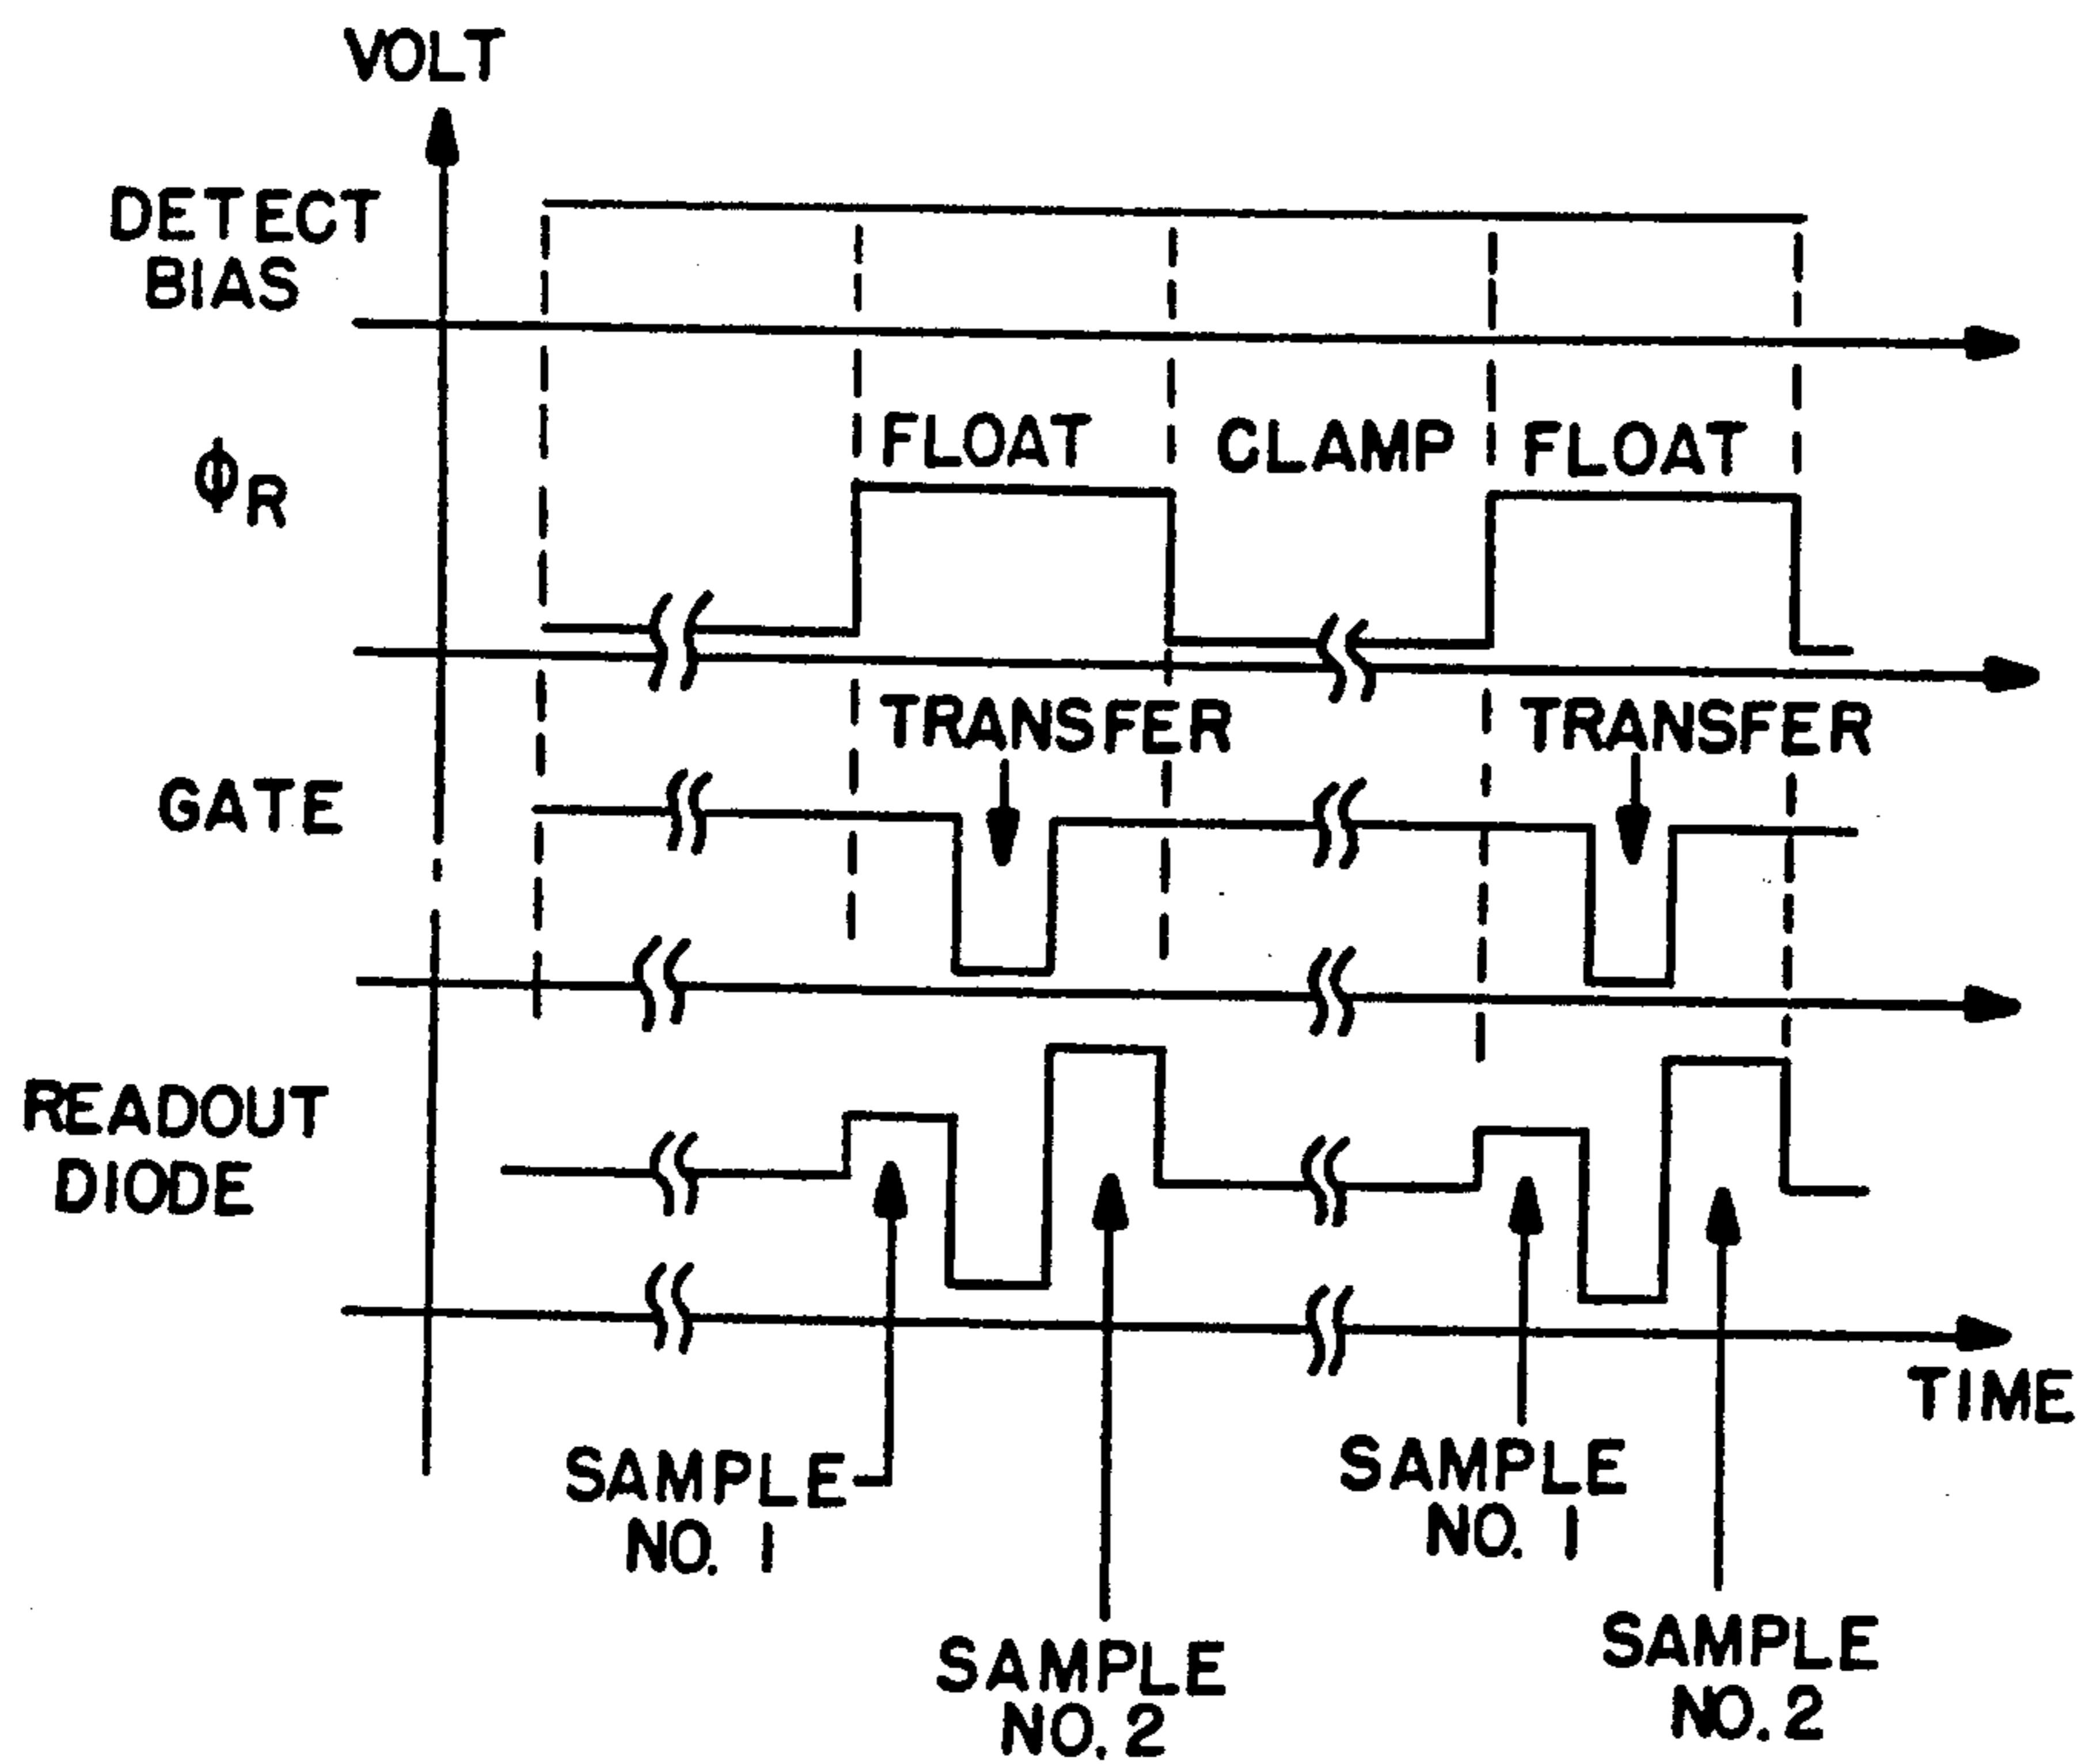 VOLT
DETECT
BIAS
FLOAT
CLAMP
FLOAT
ϕR
TRANSFER
TRANSFER
GATE
READOUT
DIODE
TIME
SAMPLE
NO. 1
SAMPLE
NO. 1
SAMPLE
NO. 2
SAMPLE
NO. 2